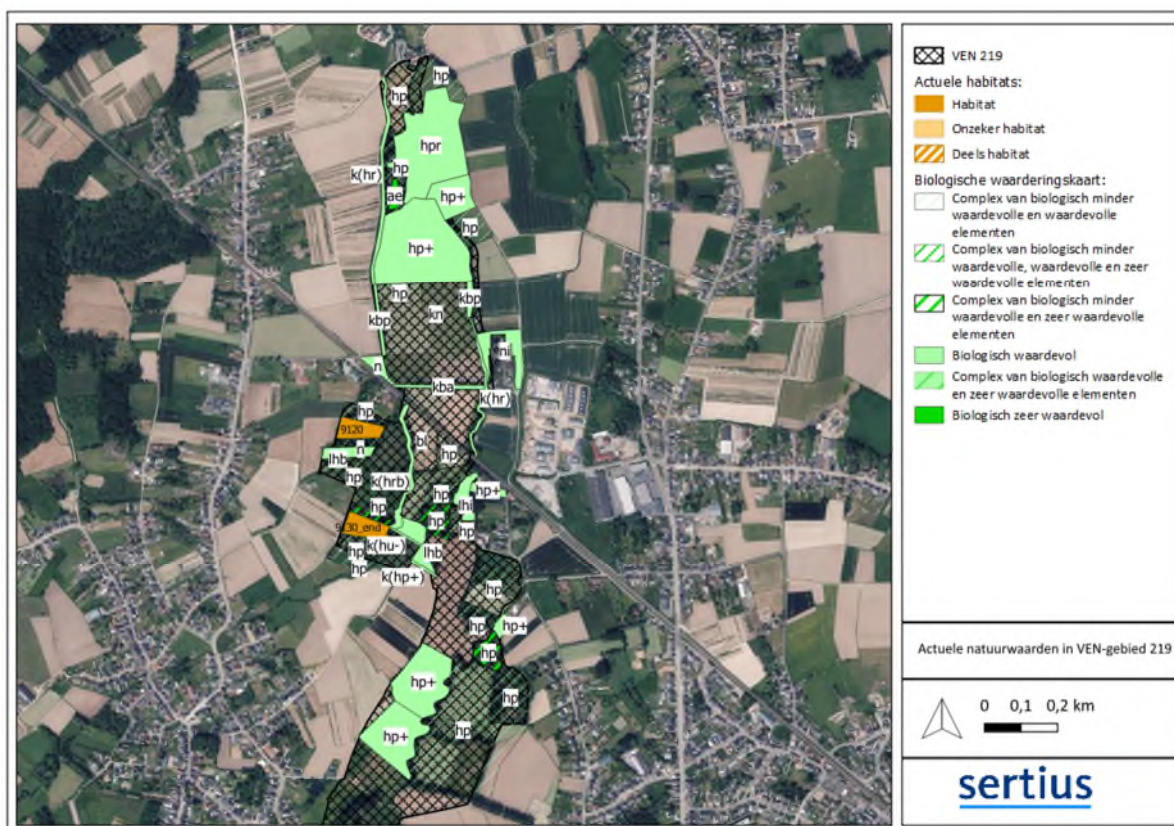 VEN 219
Actuele habitats:
Habitat
Onzeker habitat
Deels habitat
Biologische waarderingskaart:
Complex van biologisch minder
waardevolle en waardevolle
elementen
Complex van biologisch minder
waardevolle, waardevolle en zeer
waardevolle elementen
Complex van biologisch minder
waardevolle en zeer waardevolle
elementen
Biologisch waardevol
Complex van biologisch waardevolle
en zeer waardevolle elementen
Biologisch zeer waardevol
Actuele natuurwaarden in VEN-gebied 219
0 0,1 0,2 km
sertius
hp
hp
hpr
hp
k(hr)
ae
hp+
hp
hp+
hp
kbp
kn
kbp
ni
n
kba
k(hr)
hp
9120
bl
n
lhb
hp
hp
k(hrb)
hp+
hp
lhi
hp
hp
hp
9130_end
k(hu-)
hp
lhb
hp
k(hp+)
hp
hp
hp+
hp
hp+
hp
hp
hp+